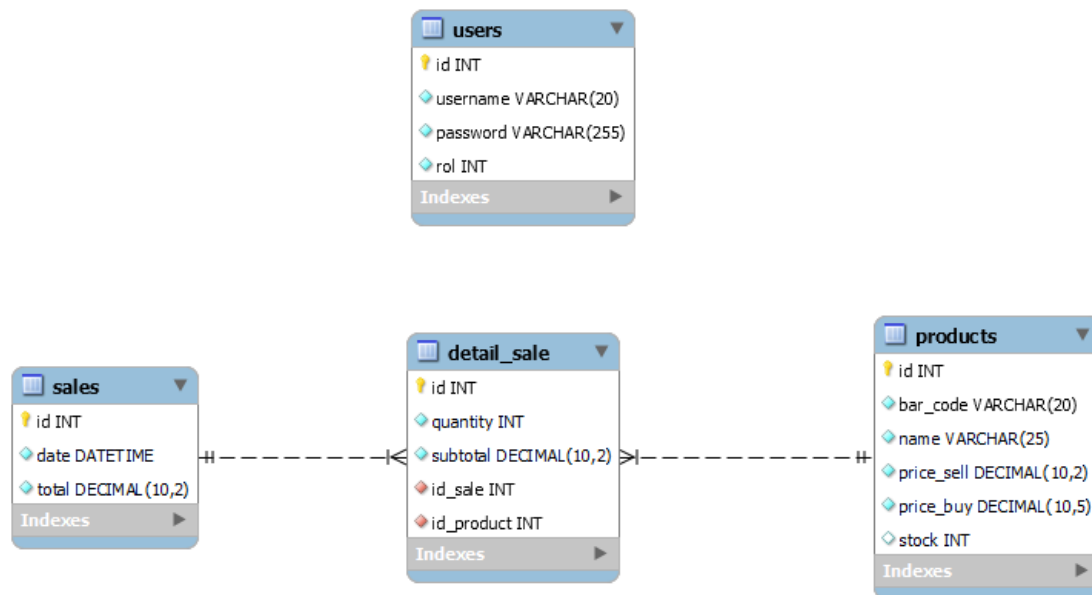 users
id INT
username VARCHAR(20)
password VARCHAR(255)
rol INT
Indexes
sales
id INT
date DATETIME
total DECIMAL(10,2)
Indexes
detail_sale
id INT
quantity INT
subtotal DECIMAL(10,2)
id_sale INT
id_product INT
Indexes
products
id INT
bar_code VARCHAR(20)
name VARCHAR(25)
price_sell DECIMAL(10,2)
price_buy DECIMAL(10,5)
stock INT
Indexes